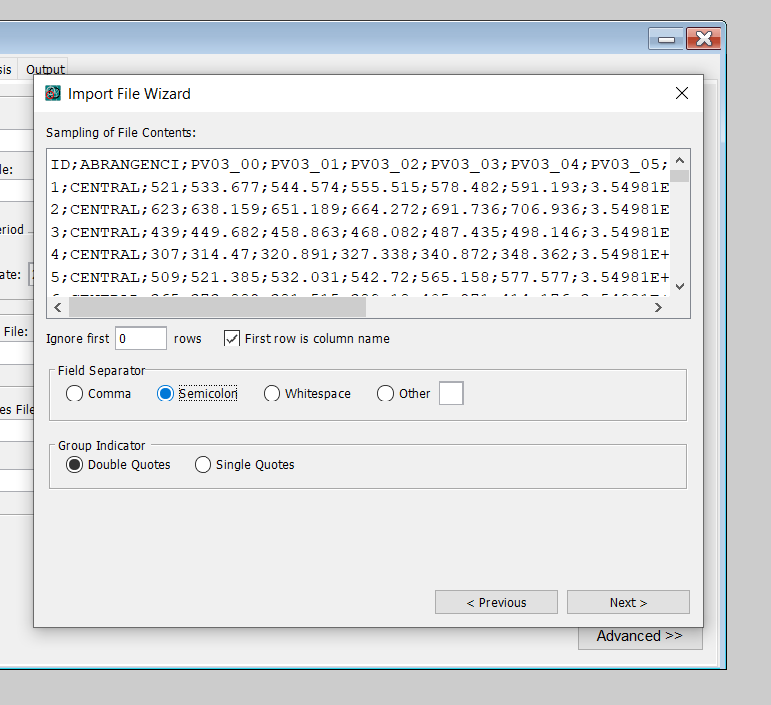 sis
Output
Import File Wizard
Sampling of File Contents:
ID;ABRANGENCI;PV03_00;PV03_01;PV03_02;PV03_03;PV03_04;PV03_05;
1;CENTRAL;521;533.677;544.574;555.515;578.482;591.193;3.54981E
2;CENTRAL;623;638.159;651.189;664.272;691.736;706.936;3.54981E
3;CENTRAL;439;449.682;458.863;468.082;487.435;498.146;3.54981E
4;CENTRAL;307;314.47;320.891;327.338;340.872;348.362;3.54981E+
5;CENTRAL;509;521.385;532.031;542.72;565.158;577.577;3.54981E+
le:
eriod
ate:
File:
es File
Ignore first 0 rows
First row is column name
Field Separator
Comma
Semicolon
Whitespace
Other
Group Indicator
Double Quotes
Single Quotes
< Previous
Next >
Advanced >>